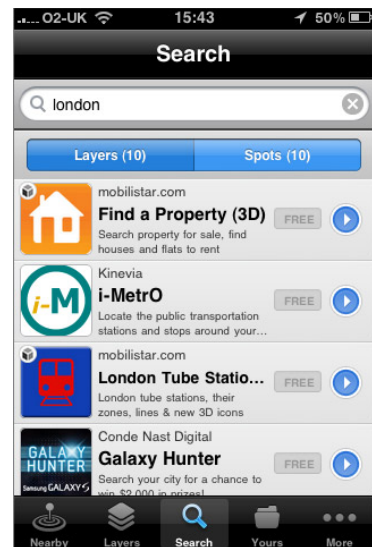 O2-UK 15:43 50%
Search
london
Layers (10) Spots (10)
mobilistar.com
Find a Property (3D)
FREE
Search property for sale, find
houses and flats to rent
i-M
Kinevia
i-MetrO
FREE
Locate the public transportation
stations and stops around your...
mobilistar.com
London Tube Statio...
FREE
London tube stations, their
zones, lines & new 3D icons
GALAXY
HUNTER
Samsung GALAXY S
Conde Nast Digital
Galaxy Hunter
FREE
Search your city for a chance to
win $2,000 in prizes!
Nearby Layers Search Yours More